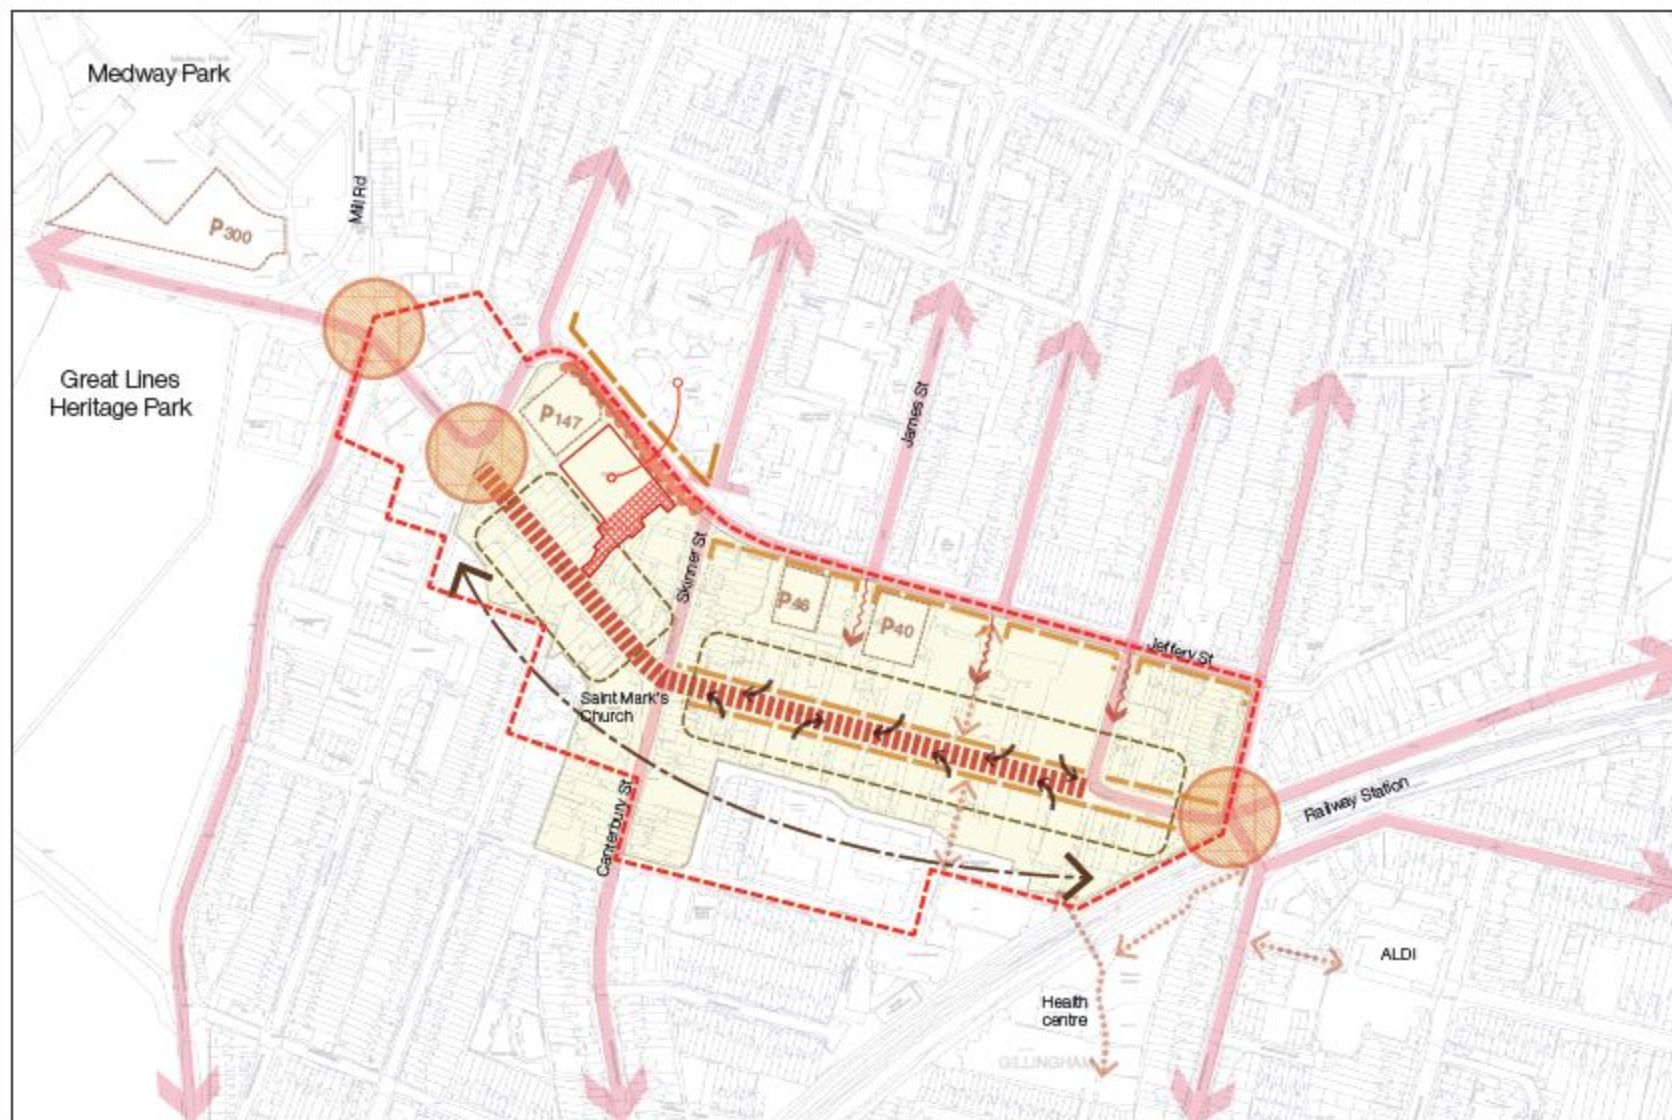 Medway Park
Mill Rd
P300
Great Lines
Heritage Park
P147
James St
Skinner St
P46
P40
Jeffery St
Saint Mark's
Church
Canterbury St
Railway Station
ALDI
Health
centre
GILLINGHAM